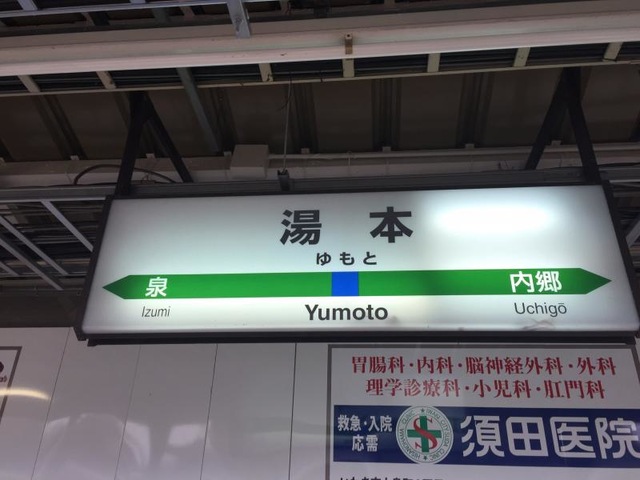 湯本
ゆもと
泉 内郷
Izumi Yumoto Uchigō
胃腸科・内科・脳神経外科・外科
理学診療科・小児科・肛門科
救急・入院
応需
須田医院